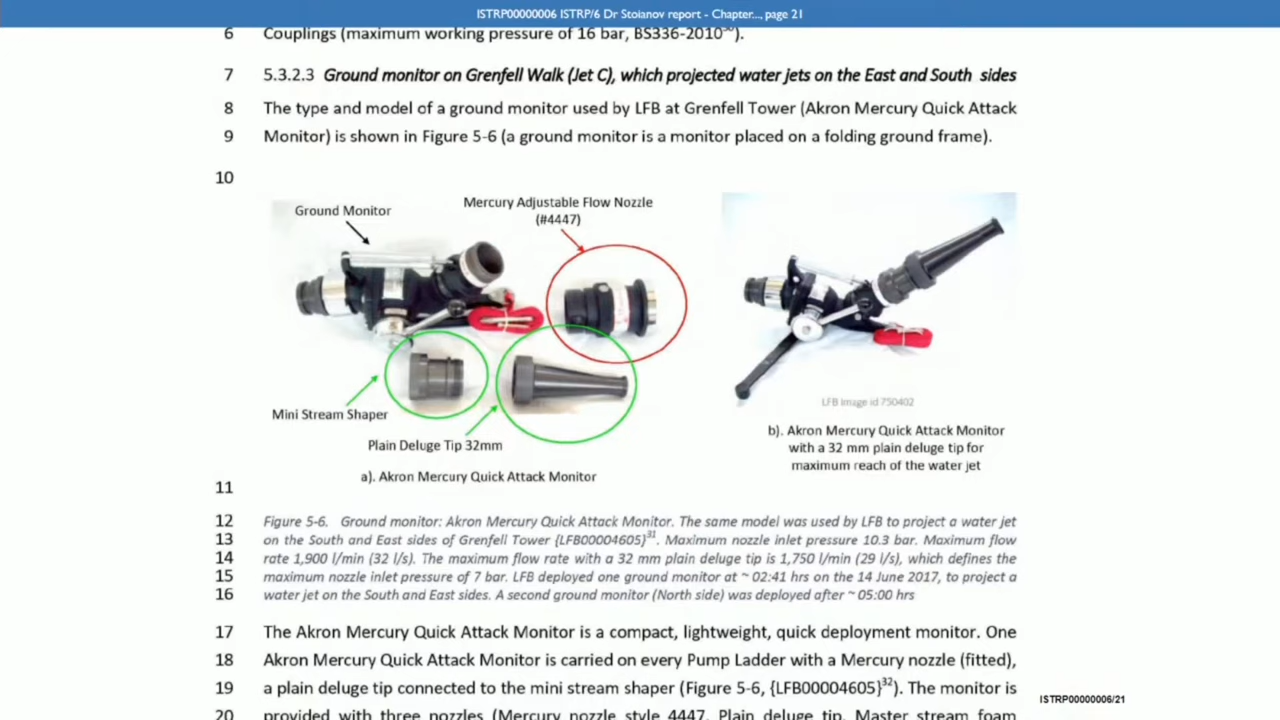 ISTRP00000006 ISTRP/6 Dr Stoianov report - Chapter..., page 21
6 Couplings (maximum working pressure of 16 bar, BS336-2010³⁰).
7 5.3.2.3 Ground monitor on Grenfell Walk (Jet C), which projected water jets on the East and South sides
8 The type and model of a ground monitor used by LFB at Grenfell Tower (Akron Mercury Quick Attack
9 Monitor) is shown in Figure 5-6 (a ground monitor is a monitor placed on a folding ground frame).
10
Ground Monitor
Mercury Adjustable Flow Nozzle
(#4447)
Mini Stream Shaper
Plain Deluge Tip 32mm
a). Akron Mercury Quick Attack Monitor
LFB Image id 750402
b). Akron Mercury Quick Attack Monitor
with a 32 mm plain deluge tip for
maximum reach of the water jet
11
12 Figure 5-6. Ground monitor: Akron Mercury Quick Attack Monitor. The same model was used by LFB to project a water jet
13 on the South and East sides of Grenfell Tower {LFB00004605}³¹. Maximum nozzle inlet pressure 10.3 bar. Maximum flow
14 rate 1,900 l/min (32 l/s). The maximum flow rate with a 32 mm plain deluge tip is 1,750 l/min (29 l/s), which defines the
15 maximum nozzle inlet pressure of 7 bar. LFB deployed one ground monitor at ~ 02:41 hrs on the 14 June 2017, to project a
16 water jet on the South and East sides. A second ground monitor (North side) was deployed after ~ 05:00 hrs
17 The Akron Mercury Quick Attack Monitor is a compact, lightweight, quick deployment monitor. One
18 Akron Mercury Quick Attack Monitor is carried on every Pump Ladder with a Mercury nozzle (fitted),
19 a plain deluge tip connected to the mini stream shaper (Figure 5-6, {LFB00004605}³²). The monitor is
20 provided with three nozzles (Mercury nozzle style 4447, Plain deluge tip, Master stream foam
ISTRP00000006/21